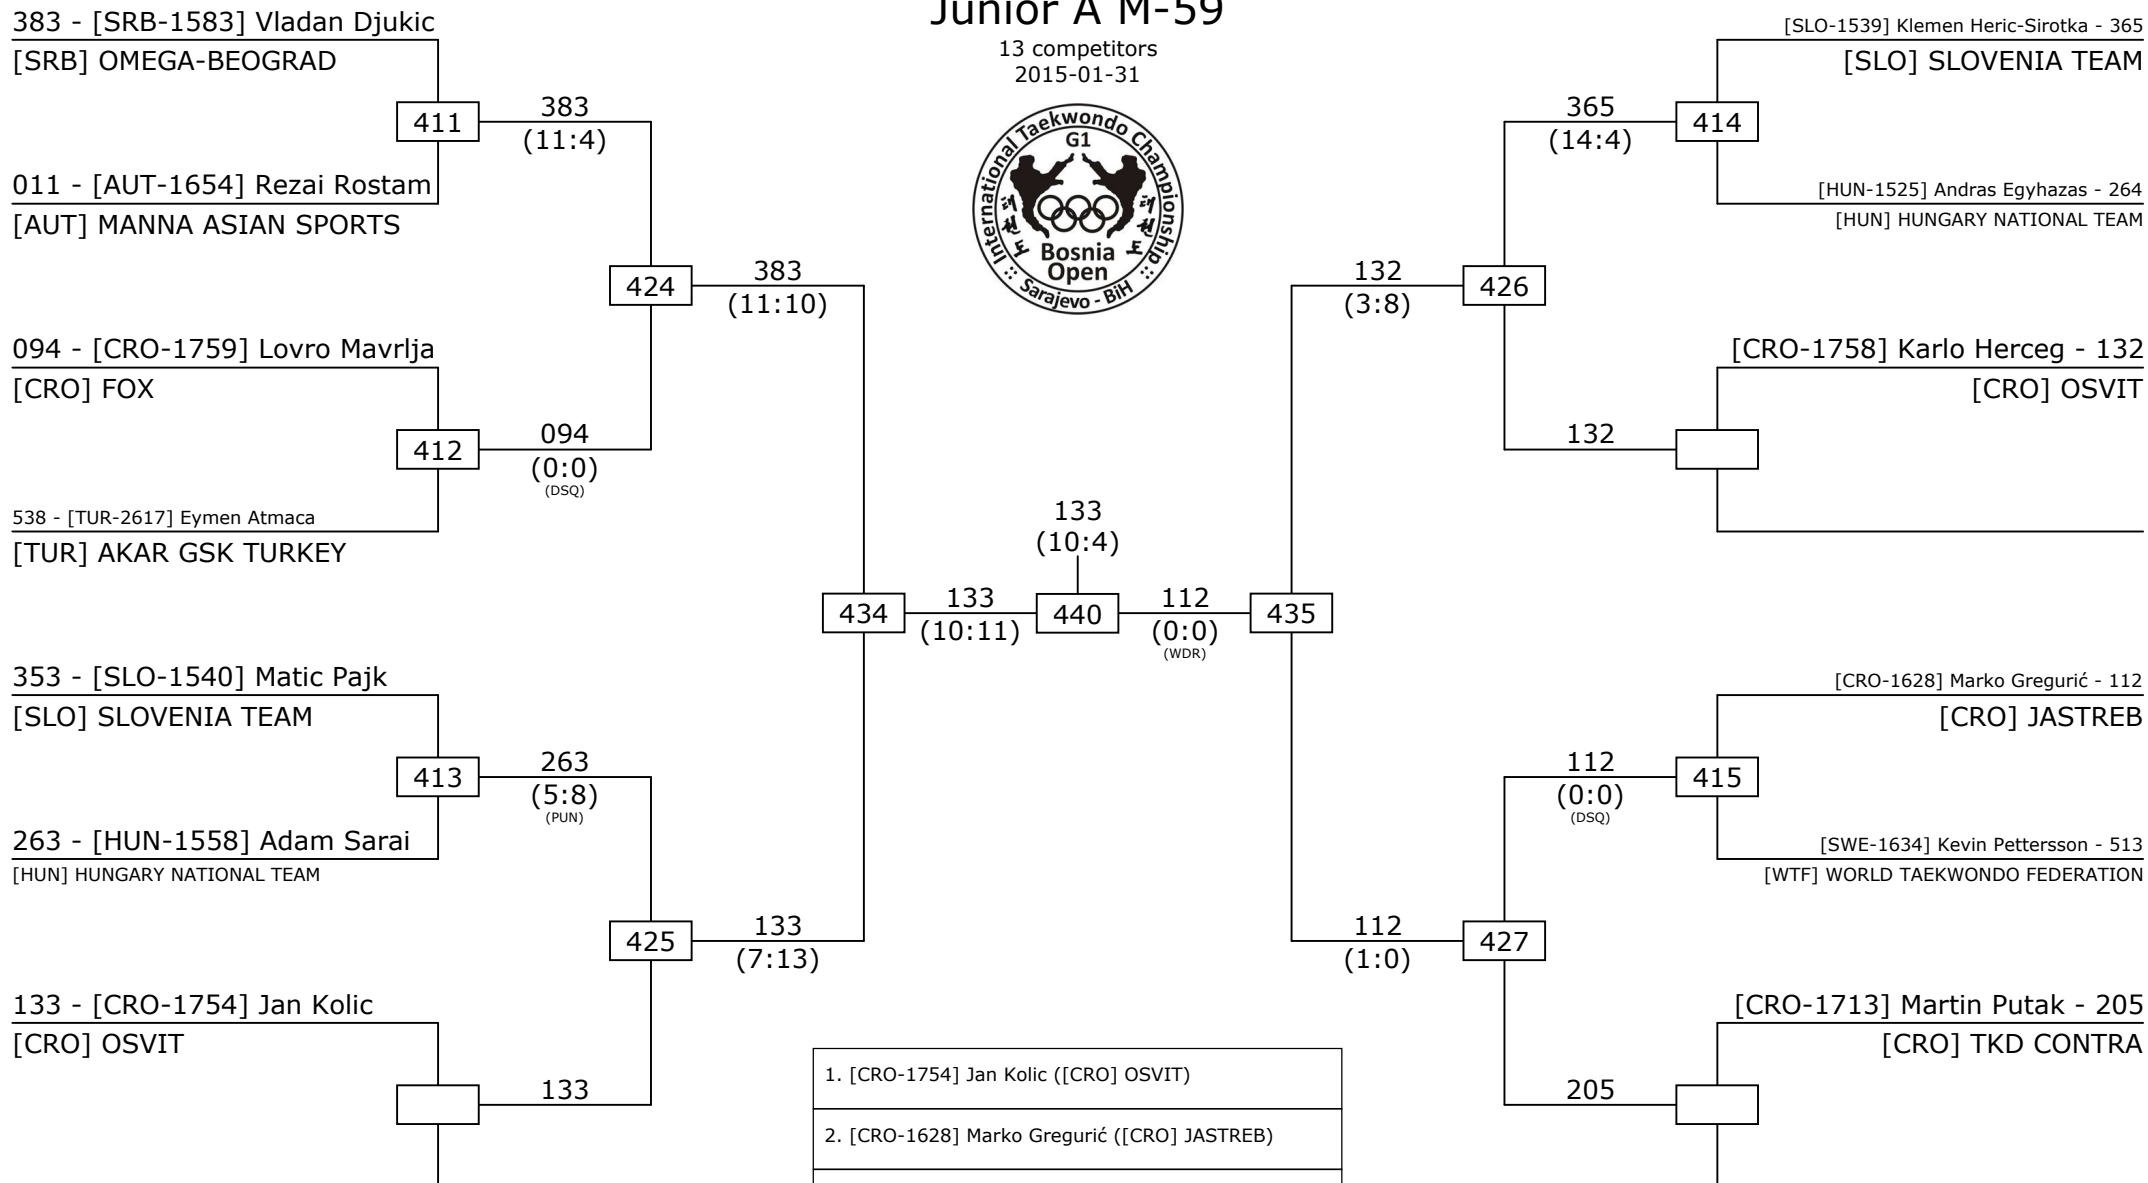 Junior A M-59
13 competitors
2015-01-31
International Taekwondo Championship
G1
Bosnia
Open
:: Sarajevo - BiH ::
383 - [SRB-1583] Vladan Djukic
[SRB] OMEGA-BEOGRAD
411
383
(11:4)
011 - [AUT-1654] Rezai Rostam
[AUT] MANNA ASIAN SPORTS
424
383
(11:10)
094 - [CRO-1759] Lovro Mavrlja
[CRO] FOX
412
094
(0:0)
(DSQ)
538 - [TUR-2617] Eymen Atmaca
[TUR] AKAR GSK TURKEY
434
133
(10:11)
353 - [SLO-1540] Matic Pajk
[SLO] SLOVENIA TEAM
413
263
(5:8)
(PUN)
263 - [HUN-1558] Adam Sarai
[HUN] HUNGARY NATIONAL TEAM
425
133
(7:13)
133 - [CRO-1754] Jan Kolic
[CRO] OSVIT
133
133
(10:4)
440
[SLO-1539] Klemen Heric-Sirotka - 365
[SLO] SLOVENIA TEAM
365
(14:4)
414
[HUN-1525] Andras Egyhazas - 264
[HUN] HUNGARY NATIONAL TEAM
132
(3:8)
426
[CRO-1758] Karlo Herceg - 132
[CRO] OSVIT
132
112
(0:0)
(WDR)
435
[CRO-1628] Marko Gregurić - 112
[CRO] JASTREB
112
(0:0)
(DSQ)
415
[SWE-1634] Kevin Pettersson - 513
[WTF] WORLD TAEKWONDO FEDERATION
112
(1:0)
427
[CRO-1713] Martin Putak - 205
[CRO] TKD CONTRA
205
1. [CRO-1754] Jan Kolic ([CRO] OSVIT)
2. [CRO-1628] Marko Gregurić ([CRO] JASTREB)